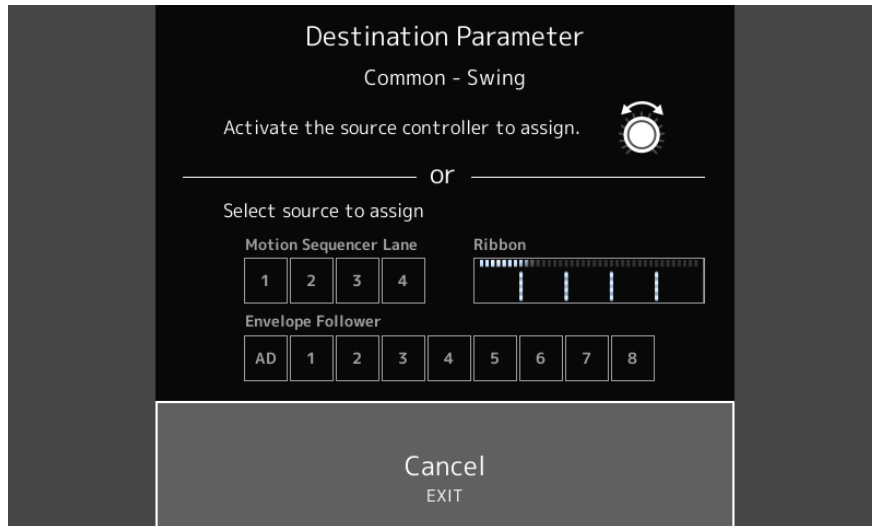 Destination Parameter
Common - Swing
Activate the source controller to assign.
or
Select source to assign
Motion Sequencer Lane
Ribbon
1 2 3 4
Envelope Follower
AD 1 2 3 4 5 6 7 8
Cancel
EXIT